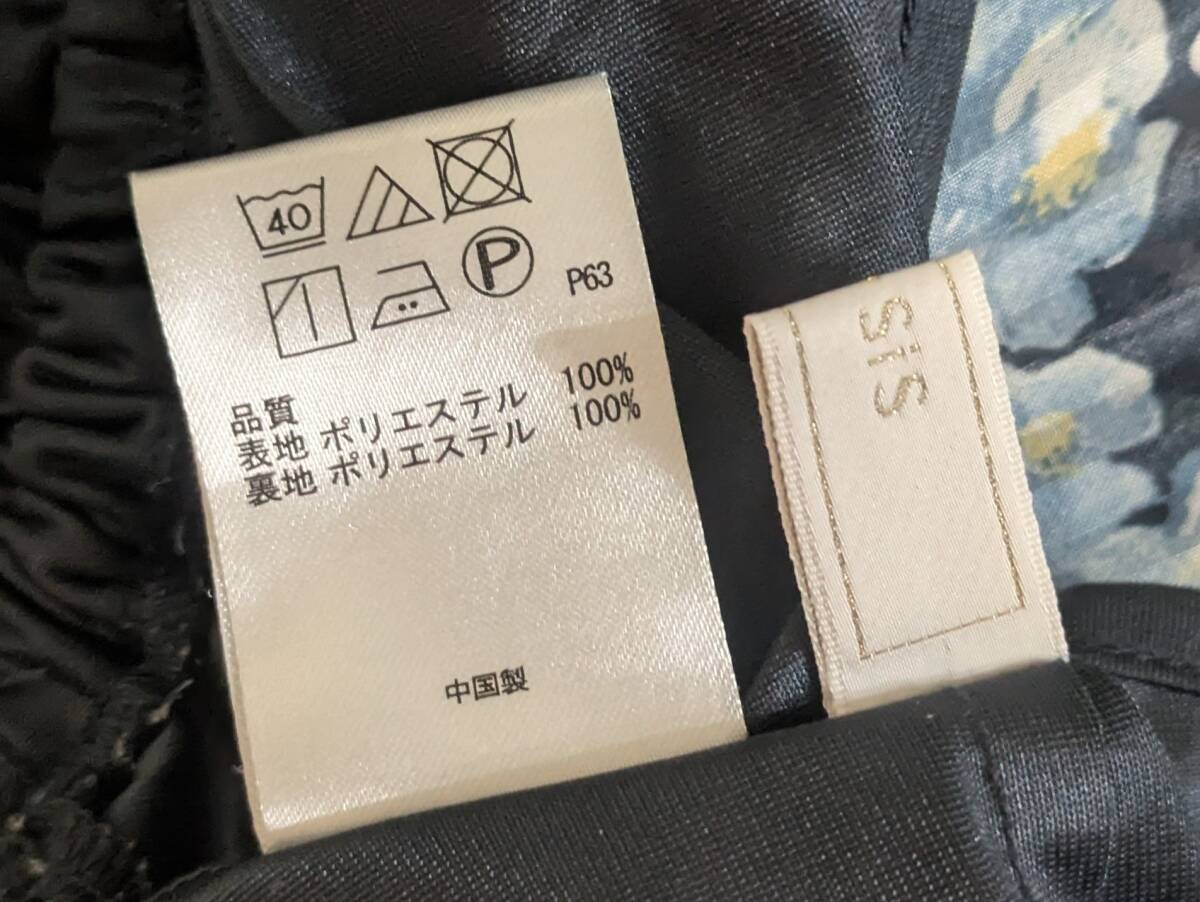 40
P
P63
品質
表地 ポリエステル 100%
裏地 ポリエステル 100%
中国製
sis